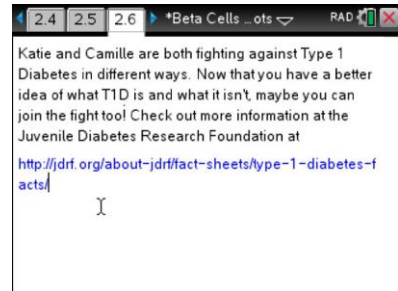 2.4 2.5 2.6 *Beta Cells ...ots RAD
Katie and Camille are both fighting against Type 1
Diabetes in different ways. Now that you have a better
idea of what T1D is and what it isn't, maybe you can
join the fight too! Check out more information at the
Juvenile Diabetes Research Foundation at
http://jdrf.org/about-jdrf/fact-sheets/type-1-diabetes-f
acts/